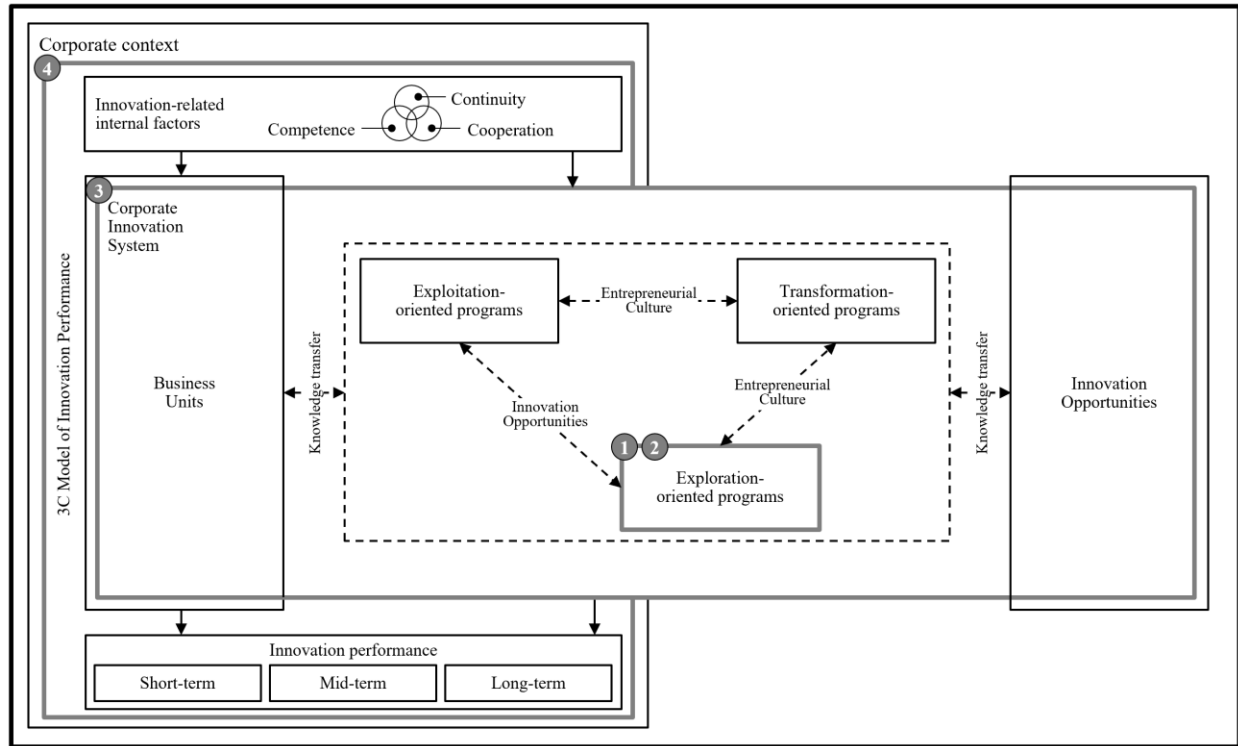 Corporate context
4
Innovation-related
internal factors
Continuity
Competence
Cooperation
3C Model of Innovation Performance
3
Corporate
Innovation
System
Business
Units
Knowledge transfer
Exploitation-
oriented programs
Entrepreneurial
Culture
Transformation-
oriented programs
Innovation
Opportunities
Entrepreneurial
Culture
1 2
Exploration-
oriented programs
Knowledge transfer
Innovation
Opportunities
Innovation performance
Short-term
Mid-term
Long-term